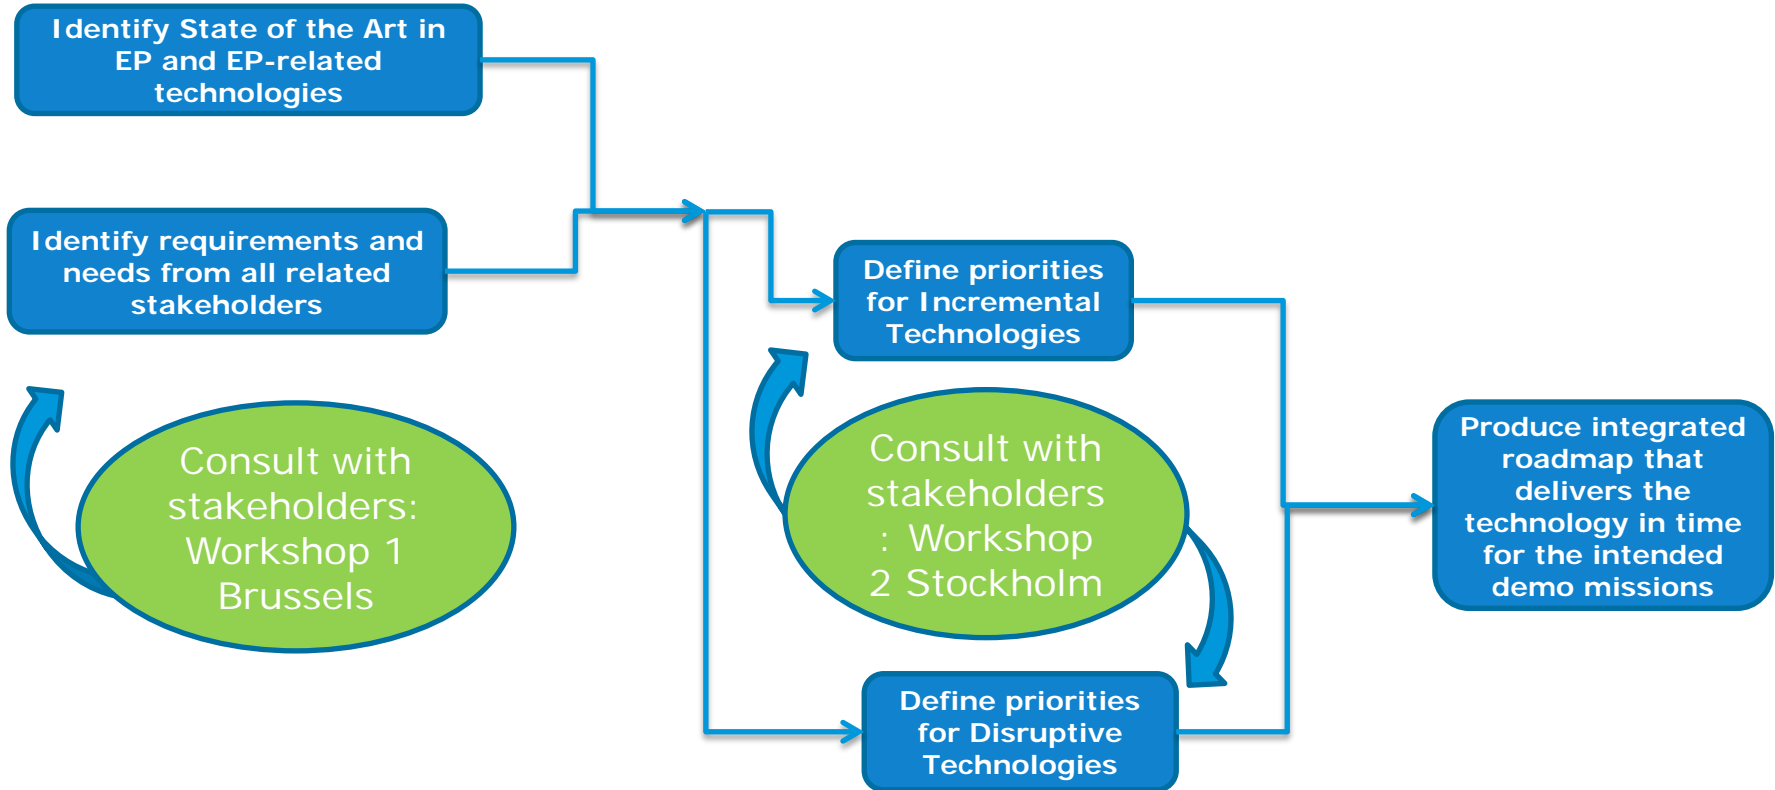 Identify State of the Art in
EP and EP-related
technologies
Identify requirements and
needs from all related
stakeholders
Consult with
stakeholders:
Workshop 1
Brussels
Define priorities
for Incremental
Technologies
Consult with
stakeholders
: Workshop
2 Stockholm
Define priorities
for Disruptive
Technologies
Produce integrated
roadmap that
delivers the
technology in time
for the intended
demo missions